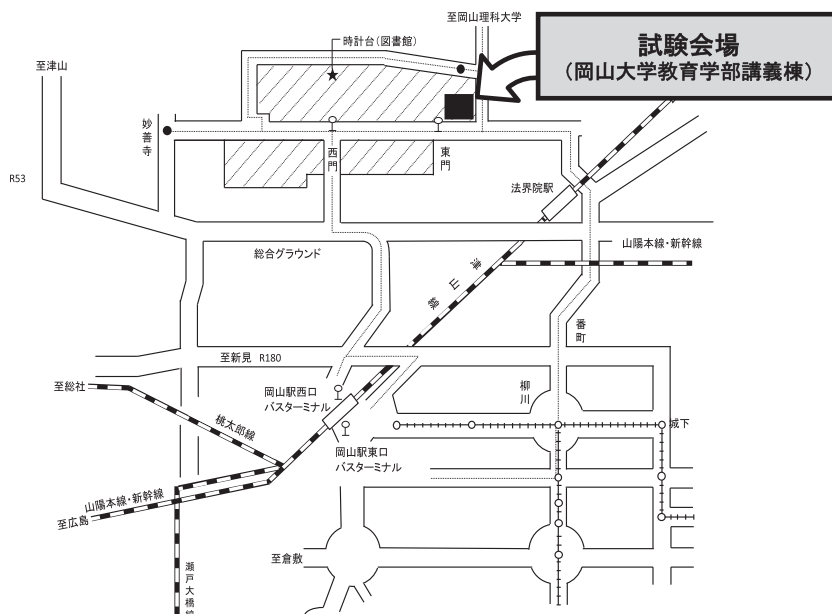 至岡山理科大学
試験会場
（岡山大学教育学部講義棟）
時計台（図書館）
至津山
妙善寺
西門
東門
R53
法界院駅
総合グラウンド
山陽本線・新幹線
津山線
番町
至新見 R180
至総社
岡山駅西口
バスターミナル
柳川
桃太郎線
城下
岡山駅東口
バスターミナル
山陽本線・新幹線
至広島
至倉敷
瀬戸大橋線